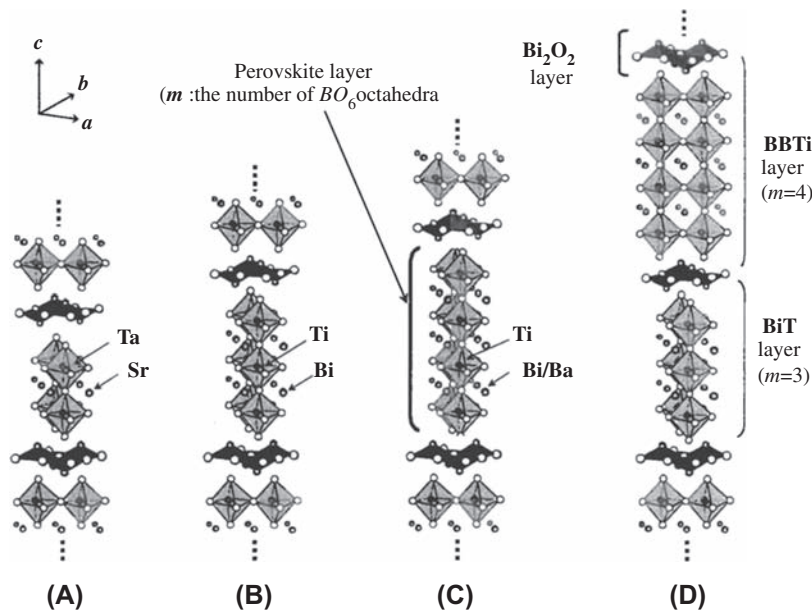 c
b
a
Perovskite layer
(m :the number of BO6octahedra
Bi2O2
layer
BBTi
layer
(m=4)
BiT
layer
(m=3)
Ta
Sr
Ti
Bi
Ti
Bi/Ba
(A)
(B)
(C)
(D)